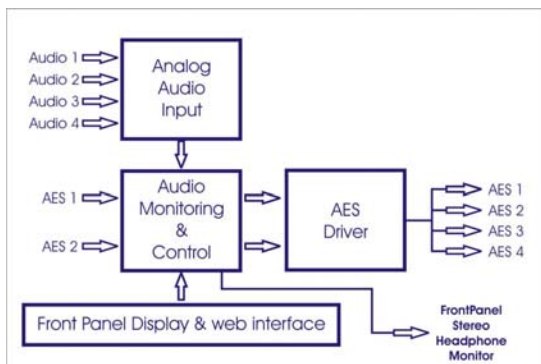 Audio 1
Audio 2
Audio 3
Audio 4
Analog
Audio
Input
AES 1
AES 2
Audio
Monitoring
&
Control
AES
Driver
AES 1
AES 2
AES 3
AES 4
Front Panel Display & web interface
FrontPanel
Stereo
Headphone
Monitor